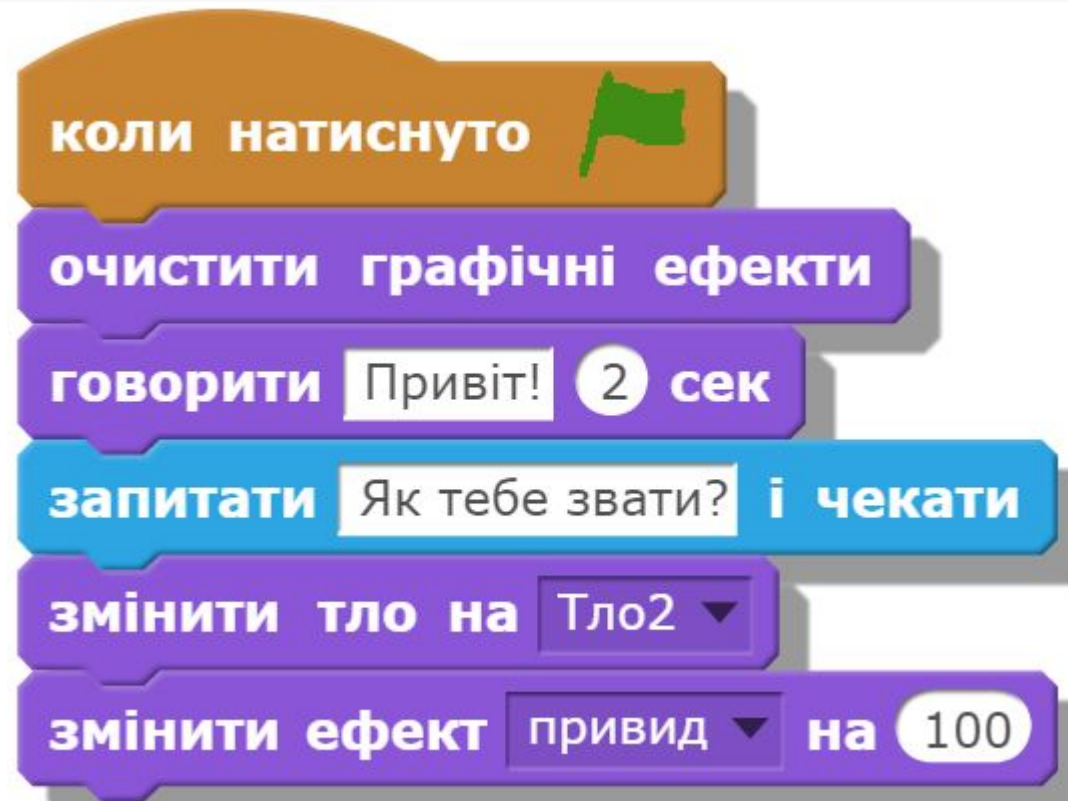 коли натиснуто
очистити графічні ефекти
говорити Привіт! 2 сек
запитати Як тебе звати? і чекати
змінити тло на Тло2
змінити ефект привид на 100